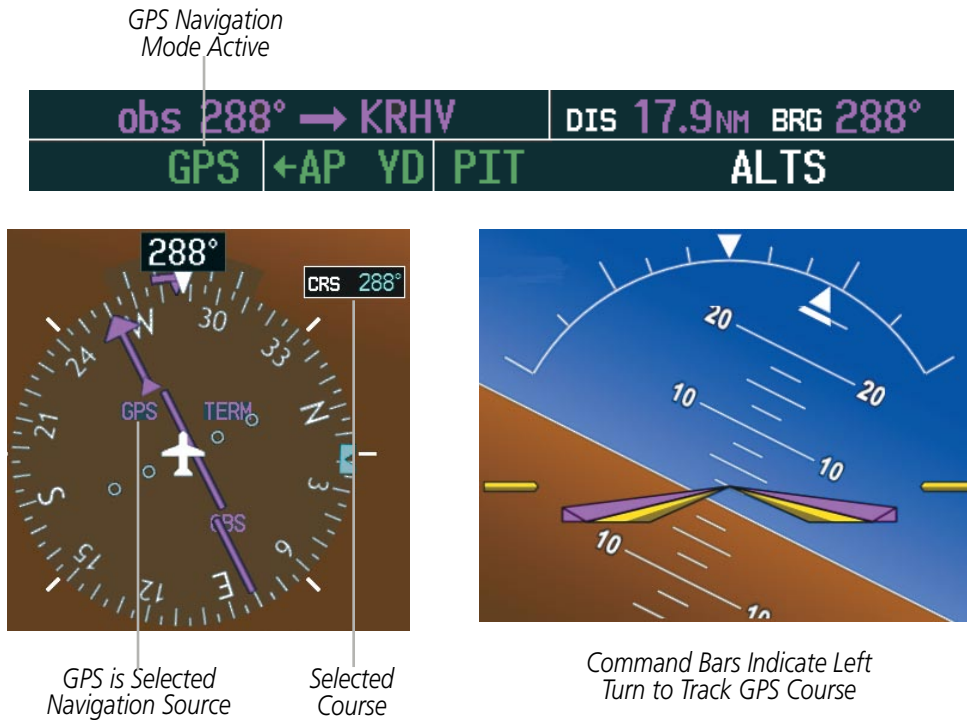 GPS Navigation
Mode Active
obs 288° → KRHV DIS 17.9NM BRG 288°
GPS ←AP YD PIT ALTS
288°
CRS 288°
W
30
24
33
GPS TERM
21
N
S
3
OBS
15
6
12
E
20
20
10
10
10
10
GPS is Selected
Navigation Source
Selected
Course
Command Bars Indicate Left
Turn to Track GPS Course